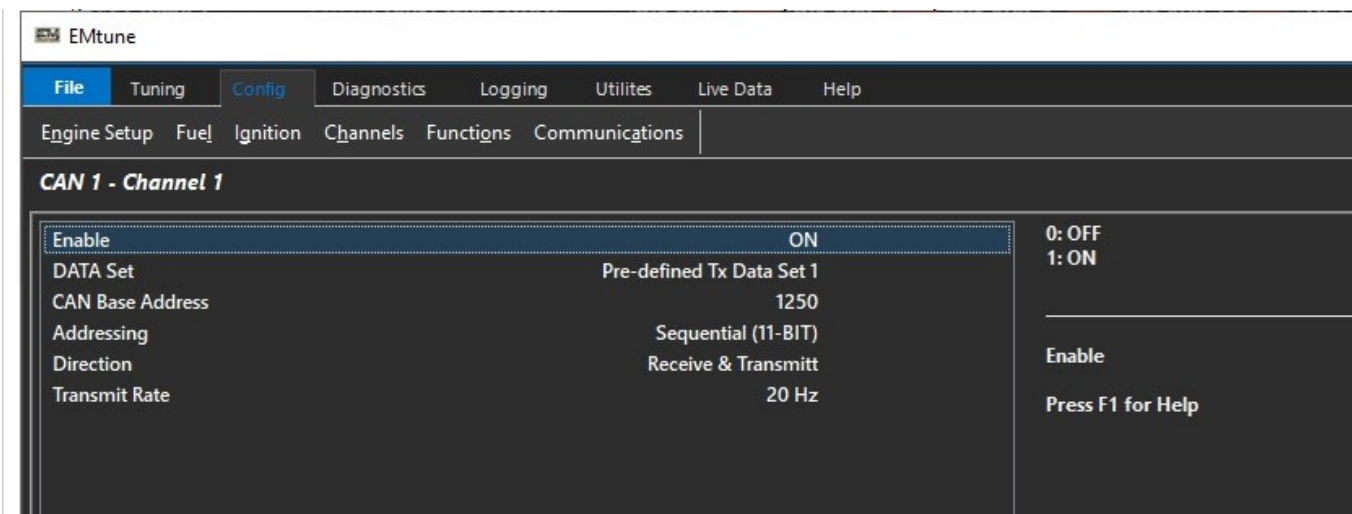 EM EMtune
File Tuning Config Diagnostics Logging Utilites Live Data Help
Engine Setup Fuel Ignition Channels Functions Communications
CAN 1 - Channel 1
Enable ON
DATA Set Pre-defined Tx Data Set 1
CAN Base Address 1250
Addressing Sequential (11-BIT)
Direction Receive & Transmitt
Transmit Rate 20 Hz
0: OFF
1: ON
Enable
Press F1 for Help